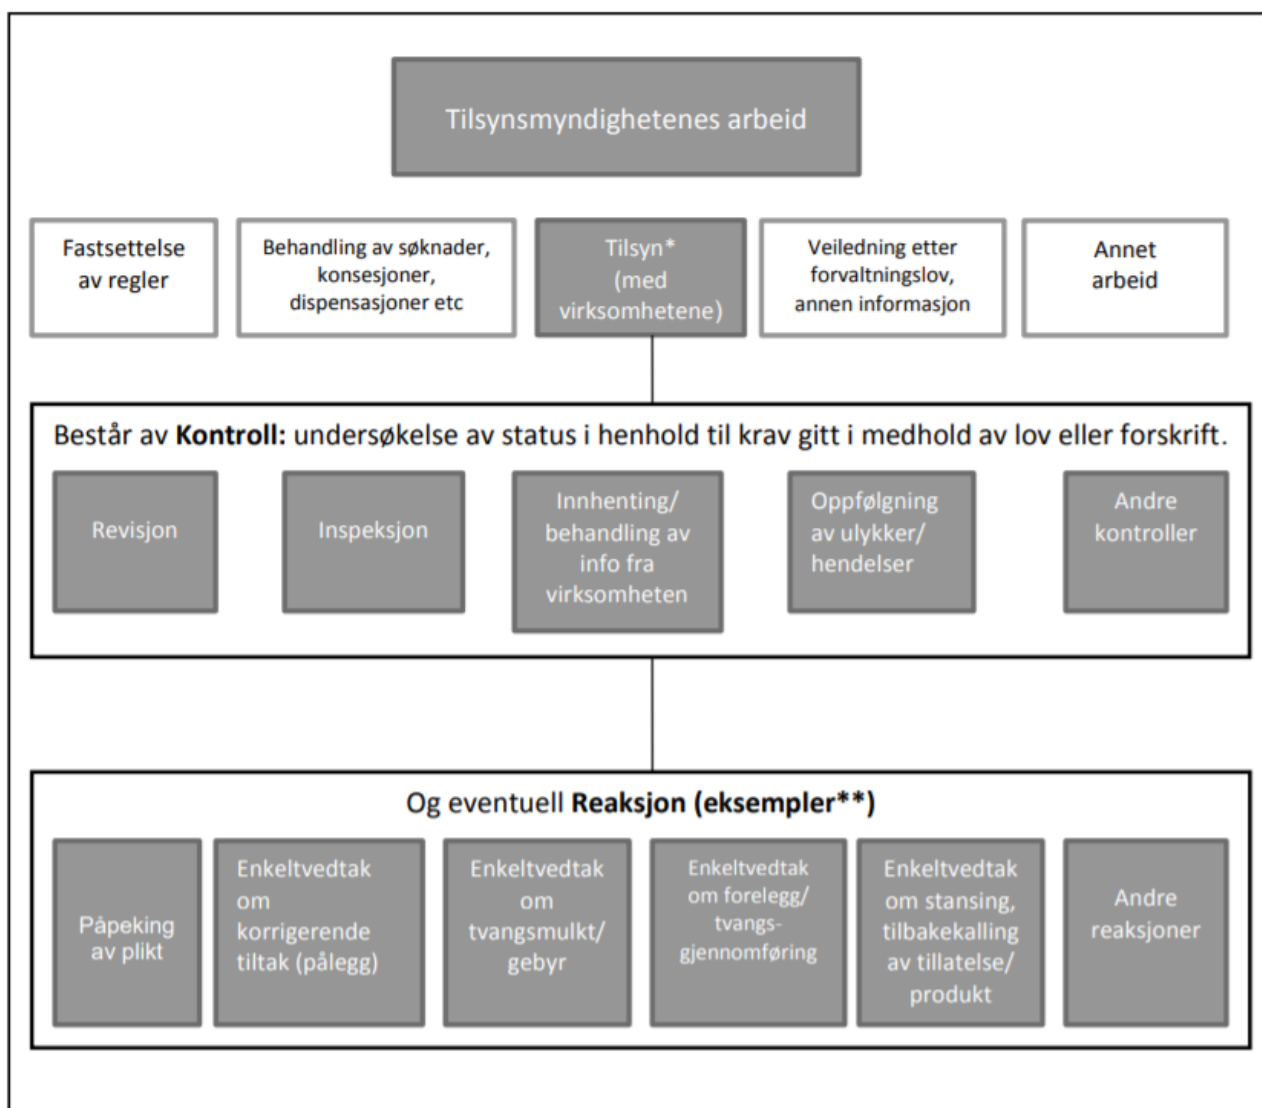 Tilsynsmyndighetenes arbeid
Fastsettelse
av regler
Behandling av søknader,
konsesjoner,
dispensasjoner etc
Tilsyn*
(med
virksomhetene)
Veiledning etter
forvaltningslov,
annen informasjon
Annet
arbeid
Består av Kontroll: undersøkelse av status i henhold til krav gitt i medhold av lov eller forskrift.
Revisjon
Inspeksjon
Innhenting/
behandling av
info fra
virksomheten
Oppfølgning
av ulykker/
hendelser
Andre
kontroller
Og eventuell Reaksjon (eksempler**)
Påpeking
av plikt
Enkeltvedtak
om
korrigerende
tiltak (pålegg)
Enkeltvedtak
om
tvangsmulkt/
gebyr
Enkeltvedtak
om forelegg/
tvangs-
gjennomføring
Enkeltvedtak
om stansing,
tilbakekalling
av tillatelse/
produkt
Andre
reaksjoner